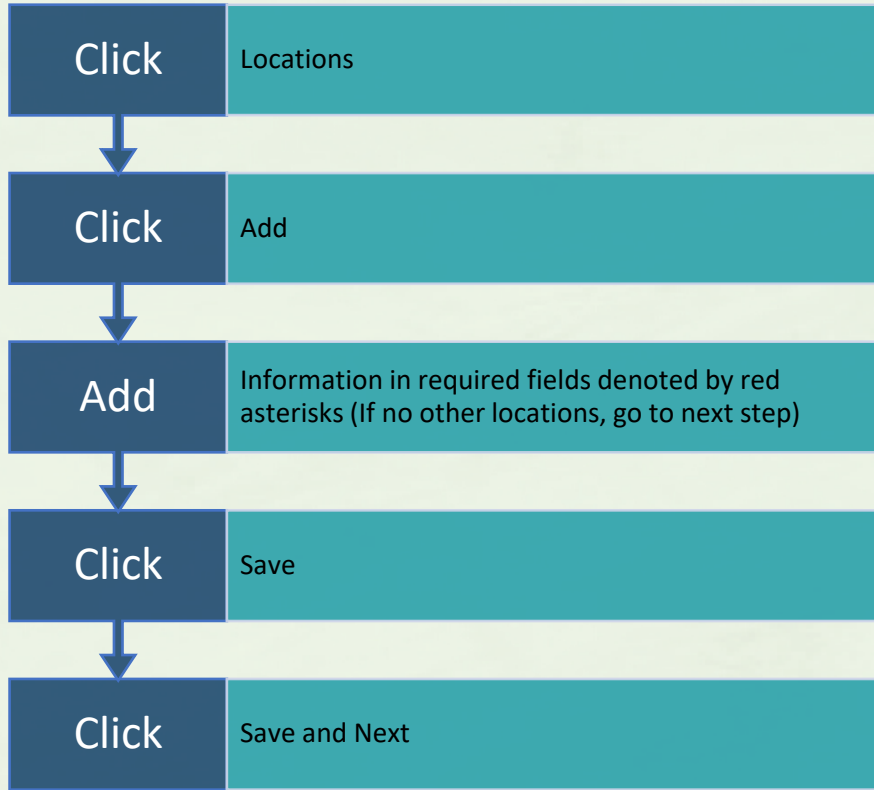 Click
Locations
Click
Add
Add
Information in required fields denoted by red
asterisks (If no other locations, go to next step)
Click
Save
Click
Save and Next